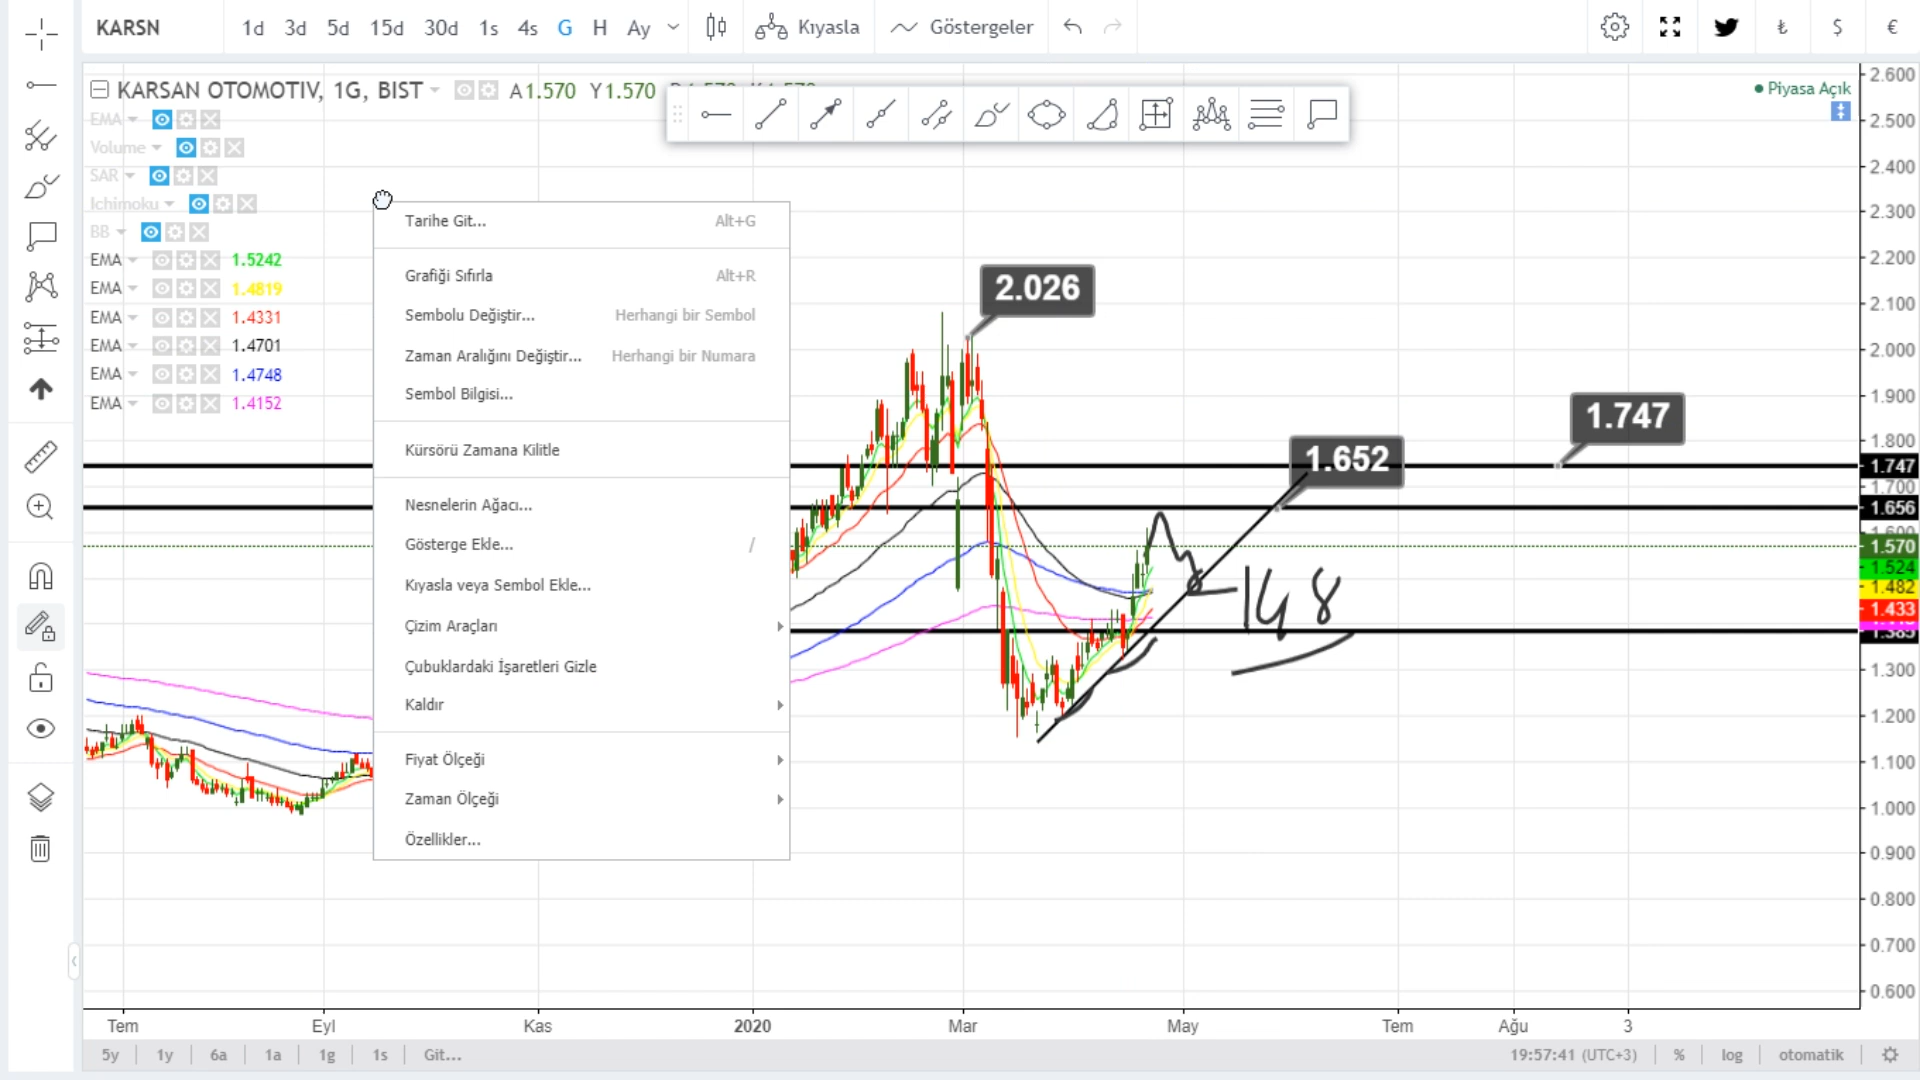 KARSN 1d 3d 5d 15d 30d 1s 4s G H Ay Kıyasla Göstergeler ₺ $ €
KARSAN OTOMOTIV, 1G, BIST A1.570 Y1.570
Piyasa Açık
EMA
Volume
SAR
Ichimoku
BB
EMA 1.5242
EMA 1.4819
EMA 1.4331
EMA 1.4701
EMA 1.4748
EMA 1.4152
Tarihe Git... Alt+G
Grafiği Sıfırla Alt+R
Sembolu Değiştir... Herhangi bir Sembol
Zaman Aralığını Değiştir... Herhangi bir Numara
Sembol Bilgisi...
Kürsörü Zamana Kilitle
Nesnelerin Ağacı...
Gösterge Ekle... /
Kıyasla veya Sembol Ekle...
Çizim Araçları
Çubuklardaki İşaretleri Gizle
Kaldır
Fiyat Ölçeği
Zaman Ölçeği
Özellikler...
2.026
1.747
1.652
148
2.600
2.500
2.400
2.300
2.200
2.100
2.000
1.900
1.800
1.747
1.700
1.656
1.570
1.524
1.482
1.433
1.300
1.200
1.100
1.000
0.900
0.800
0.700
0.600
Tem Eyl Kas 2020 Mar May Tem Ağu 3
5y 1y 6a 1a 1g 1s Git... 19:57:41 (UTC+3) % log otomatik